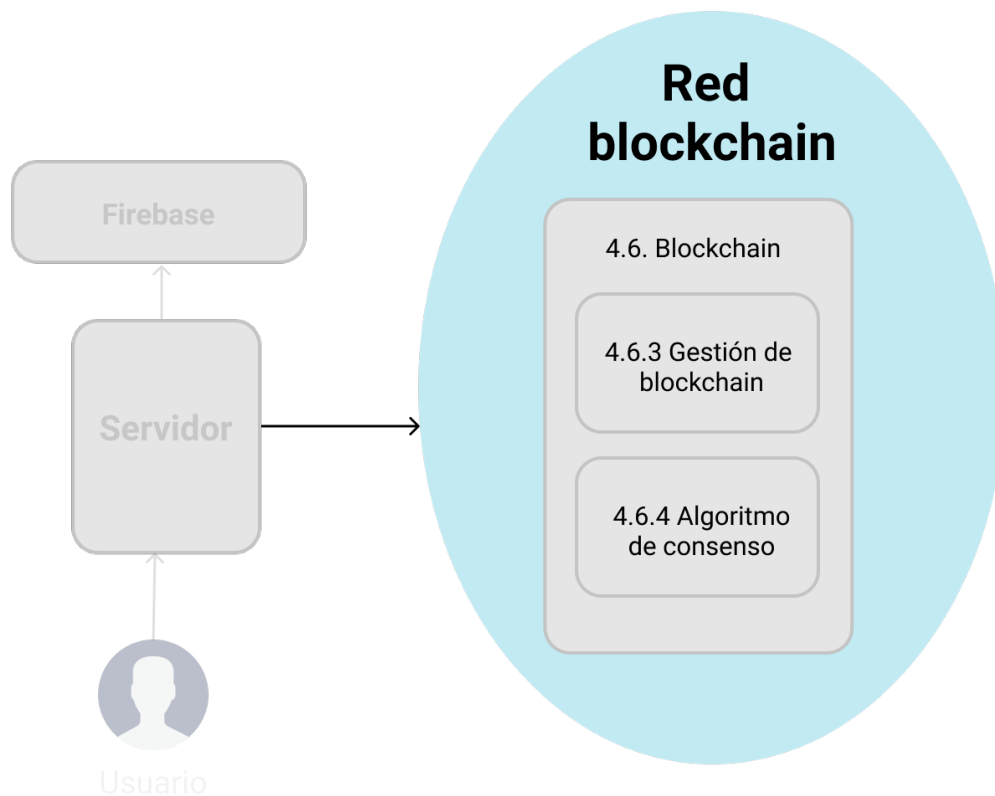 Red
blockchain
Firebase
4.6. Blockchain
4.6.3 Gestión de
blockchain
Servidor
4.6.4 Algoritmo
de consenso
Usuario